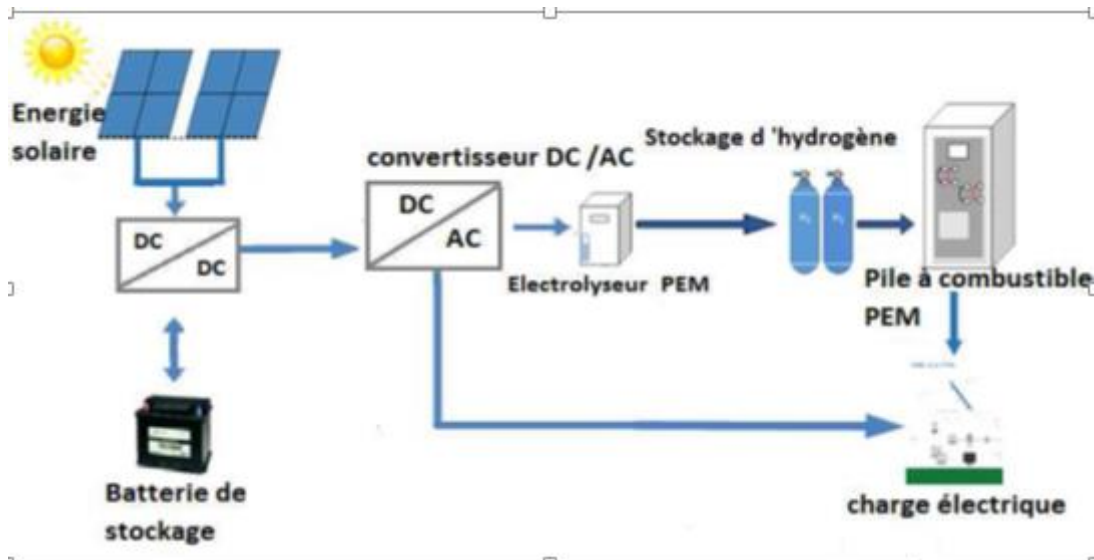 Energie
solaire
DC
DC
convertisseur DC /AC
DC
AC
Electrolyseur PEM
Stockage d 'hydrogène
Pile à combustible
PEM
Batterie de
stockage
charge électrique